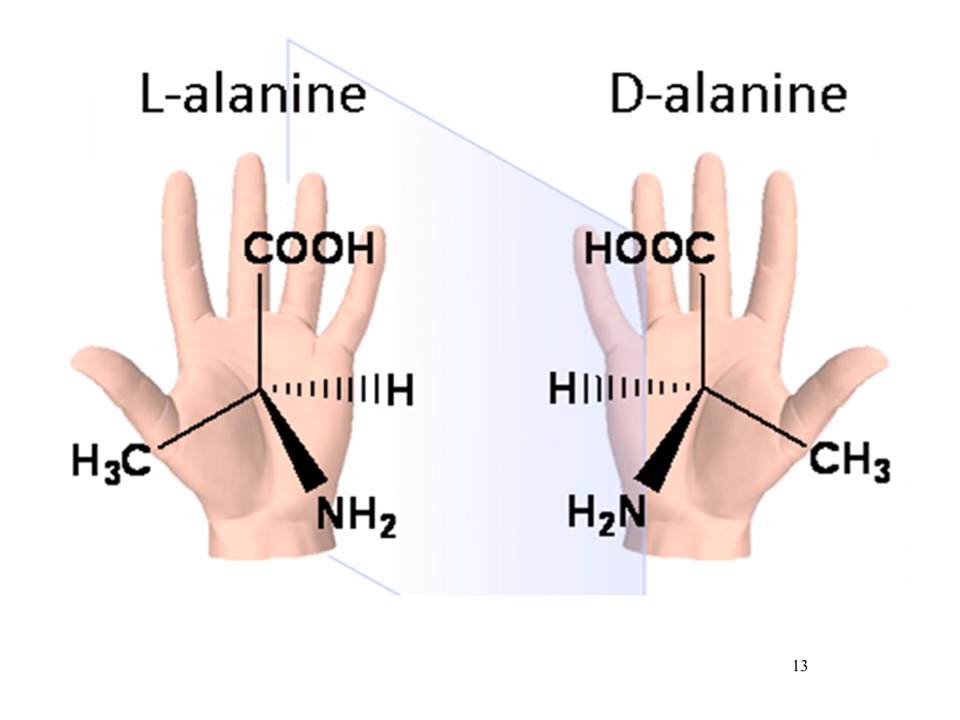 L-alanine
D-alanine
COOH
HOOC
H
H
H₃C
CH₃
NH₂
H₂N
13